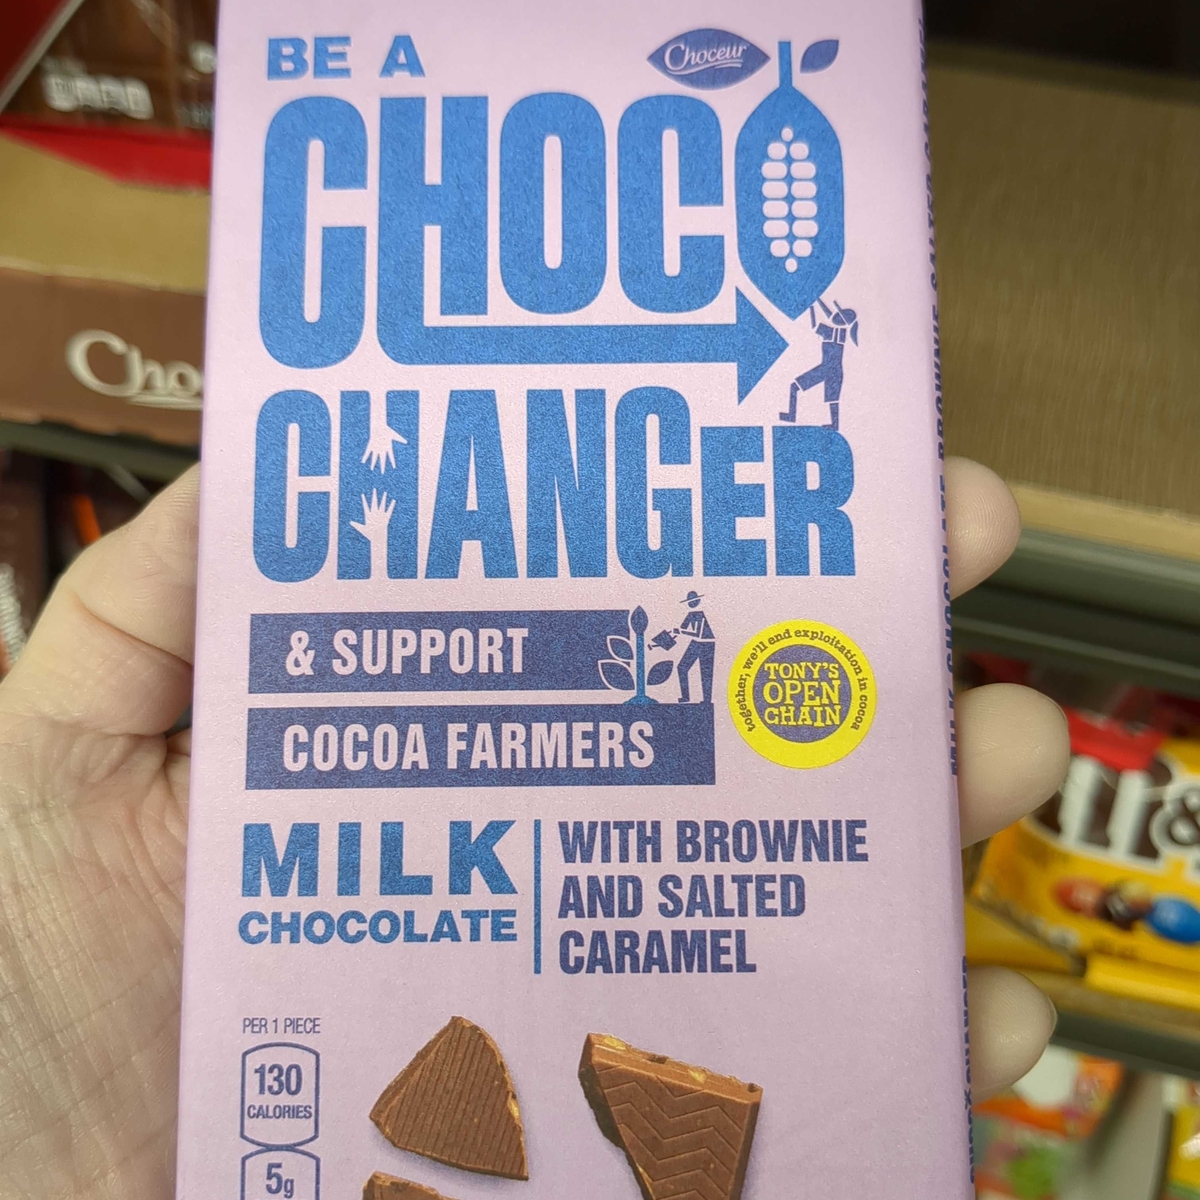 BE A
Choceur
CHOCO
CHANGER
& SUPPORT
COCOA FARMERS
together, we'll end exploitation in cocoa
TONY'S
OPEN
CHAIN
MILK
CHOCOLATE
WITH BROWNIE
AND SALTED
CARAMEL
PER 1 PIECE
130
CALORIES
5g
Cho